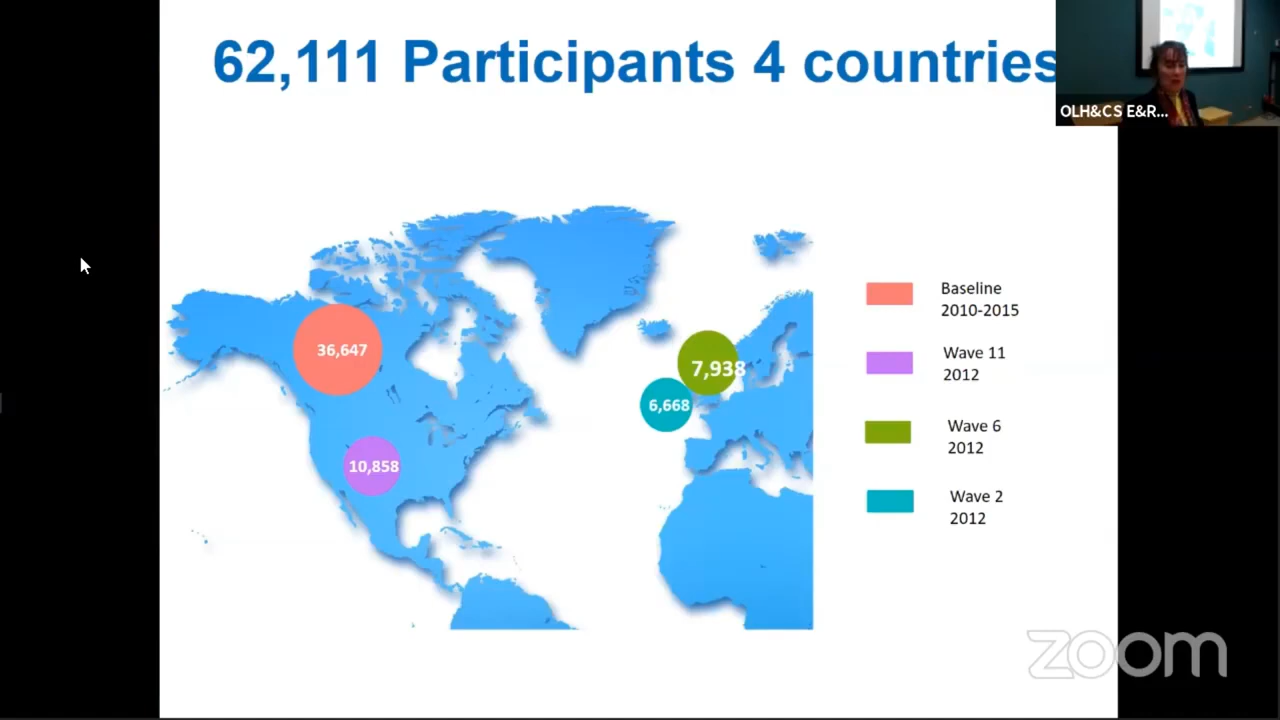 62,111 Participants 4 countries
OLH&CS E&R...
36,647
7,938
6,668
10,858
Baseline
2010-2015
Wave 11
2012
Wave 6
2012
Wave 2
2012
zoom